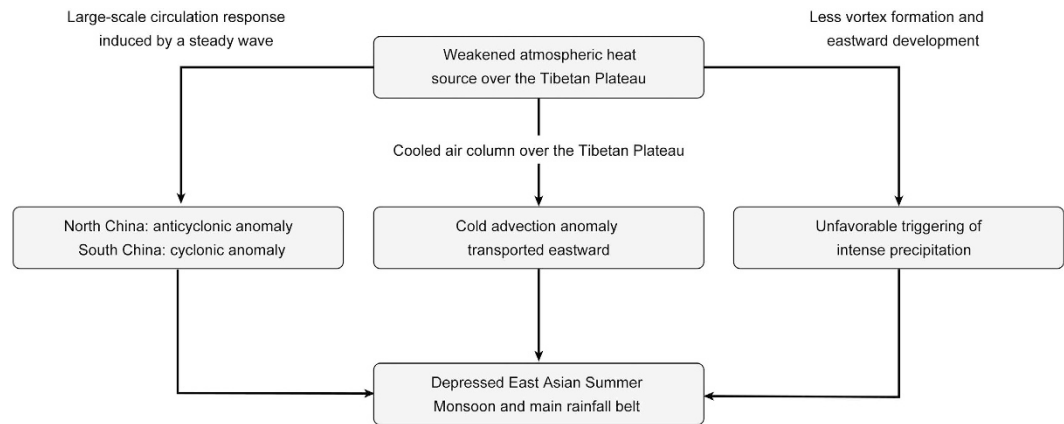 Large-scale circulation response
induced by a steady wave
Less vortex formation and
eastward development
Weakened atmospheric heat
source over the Tibetan Plateau
Cooled air column over the Tibetan Plateau
North China: anticyclonic anomaly
South China: cyclonic anomaly
Cold advection anomaly
transported eastward
Unfavorable triggering of
intense precipitation
Depressed East Asian Summer
Monsoon and main rainfall belt